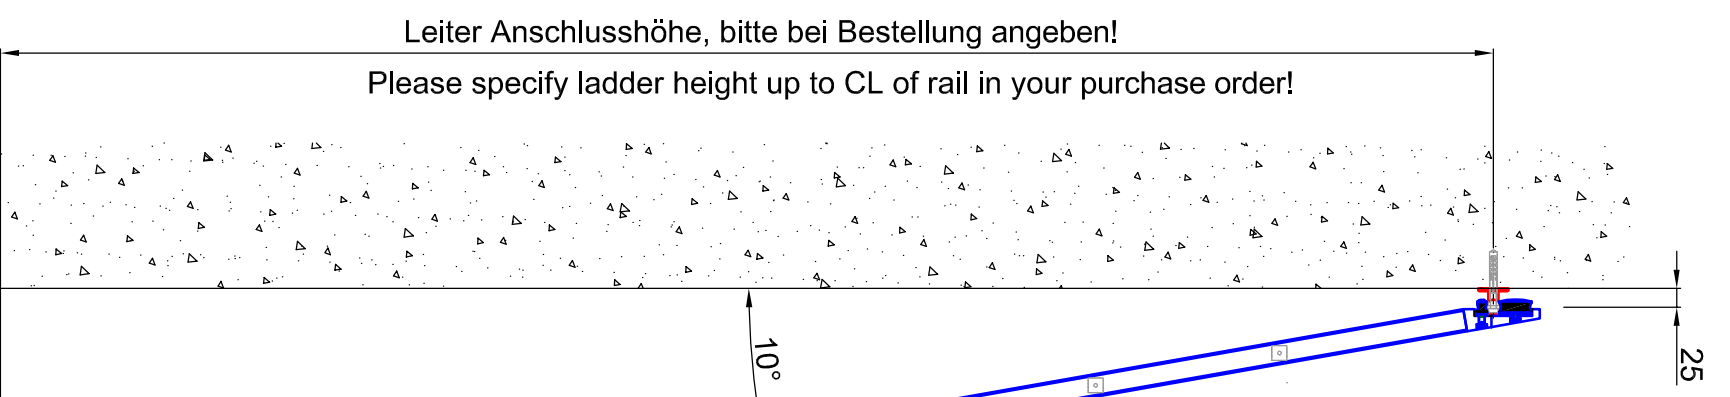 Leiter Anschlusshöhe, bitte bei Bestellung angeben!
Please specify ladder height up to CL of rail in your purchase order!
10°
25